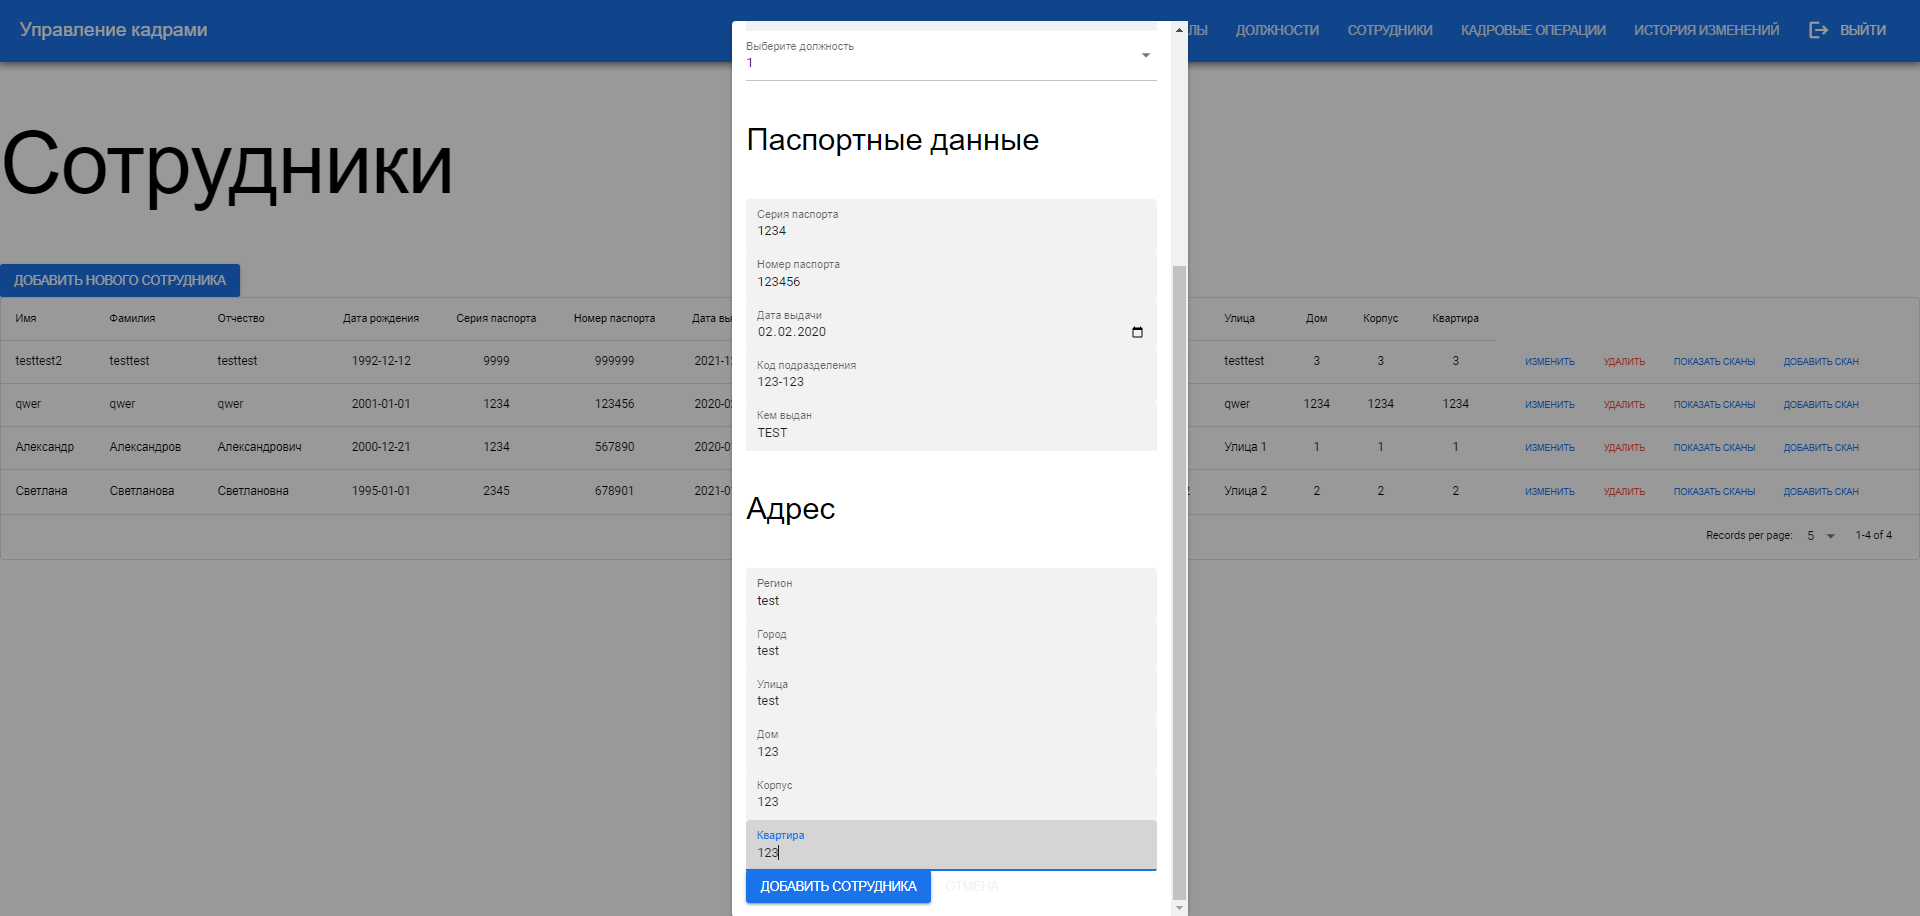 Управление кадрами
ЛЫ ДОЛЖНОСТИ СОТРУДНИКИ КАДРОВЫЕ ОПЕРАЦИИ ИСТОРИЯ ИЗМЕНЕНИЙ ВЫЙТИ
Сотрудники
ДОБАВИТЬ НОВОГО СОТРУДНИКА
Имя Фамилия Отчество Дата рождения Серия паспорта Номер паспорта Дата вы Улица Дом Корпус Квартира
testtest2 testtest testtest 1992-12-12 9999 999999 2021-1 testtest 3 3 3 ИЗМЕНИТЬ УДАЛИТЬ ПОКАЗАТЬ СКАНЫ ДОБАВИТЬ СКАН
qwer qwer qwer 2001-01-01 1234 123456 2020-0 qwer 1234 1234 1234 ИЗМЕНИТЬ УДАЛИТЬ ПОКАЗАТЬ СКАНЫ ДОБАВИТЬ СКАН
Александр Александров Александрович 2000-12-21 1234 567890 2020-0 Улица 1 1 1 1 ИЗМЕНИТЬ УДАЛИТЬ ПОКАЗАТЬ СКАНЫ ДОБАВИТЬ СКАН
Светлана Светланова Светлановна 1995-01-01 2345 678901 2021-0 2 Улица 2 2 2 2 ИЗМЕНИТЬ УДАЛИТЬ ПОКАЗАТЬ СКАНЫ ДОБАВИТЬ СКАН
Records per page: 5 1-4 of 4
Выберите должность
1
Паспортные данные
Серия паспорта
1234
Номер паспорта
123456
Дата выдачи
02.02.2020
Код подразделения
123-123
Кем выдан
TEST
Адрес
Регион
test
Город
test
Улица
test
Дом
123
Корпус
123
Квартира
123
ДОБАВИТЬ СОТРУДНИКА ОТМЕНА